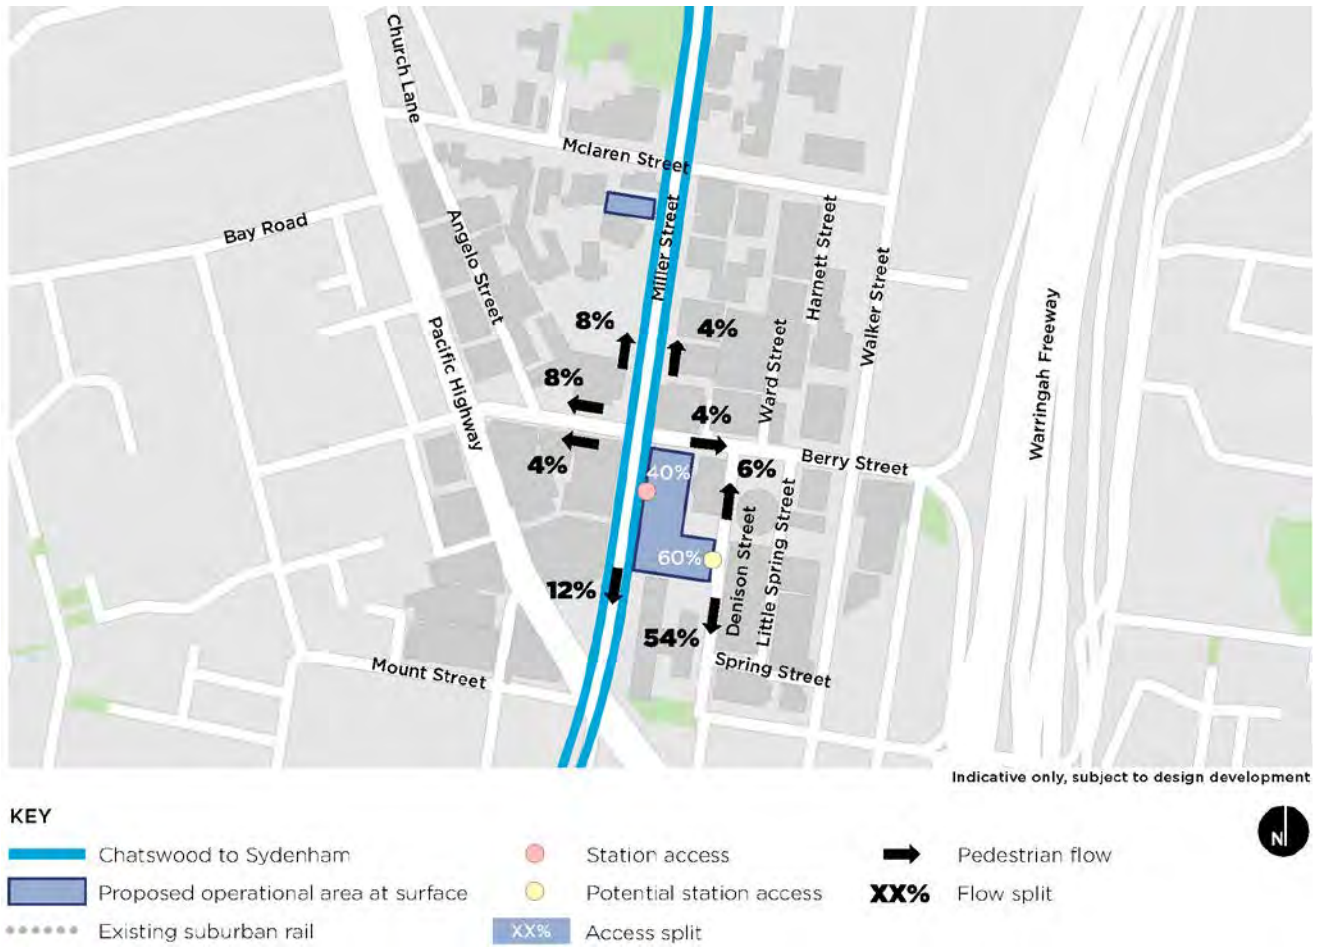 Church Lane
Mclaren Street
Bay Road
Angelo Street
Miller Street
Harnett Street
Walker Street
Pacific Highway
Ward Street
Warringah Freeway
8%
4%
8%
4%
4%
Berry Street
40%
6%
60%
Denison Street
Little Spring Street
12%
54%
Spring Street
Mount Street
Indicative only, subject to design development
KEY
N
Chatswood to Sydenham
Station access
Pedestrian flow
Proposed operational area at surface
Potential station access
XX% Flow split
Existing suburban rail
XX% Access split